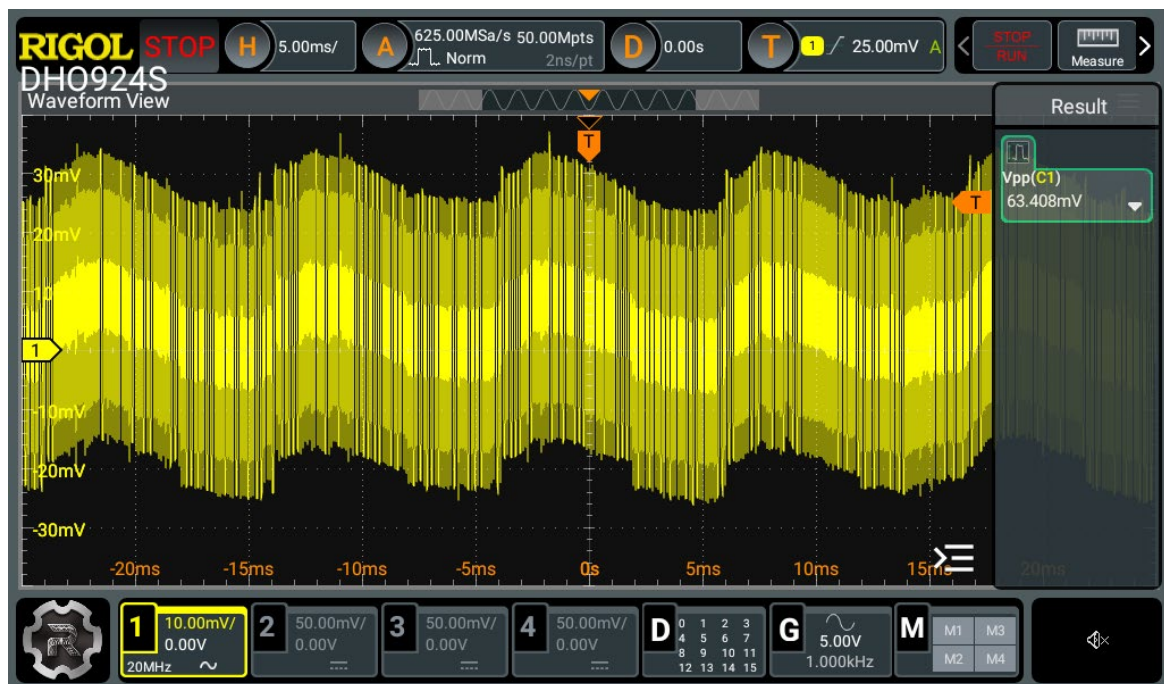 RIGOL STOP H 5.00ms/ A 625.00MSa/s 50.00Mpts D 0.00s T 1 25.00mV A STOP
Norm 2ns/pt RUN Measure
DHO924S
Waveform View Result
T
30mV Vpp(C1)
T 63.408mV
20mV
10
1
-10mV
-20mV
-30mV
-20ms -15ms -10ms -5ms 0s 5ms 10ms 15ms 20ms
R 1 10.00mV/ 2 50.00mV/ 3 50.00mV/ 4 50.00mV/ D 0 1 2 3 G 5.00V M M1 M3
0.00V 0.00V 0.00V 0.00V 4 5 6 7 1.000kHz M2 M4
20MHz 8 9 10 11
12 13 14 15